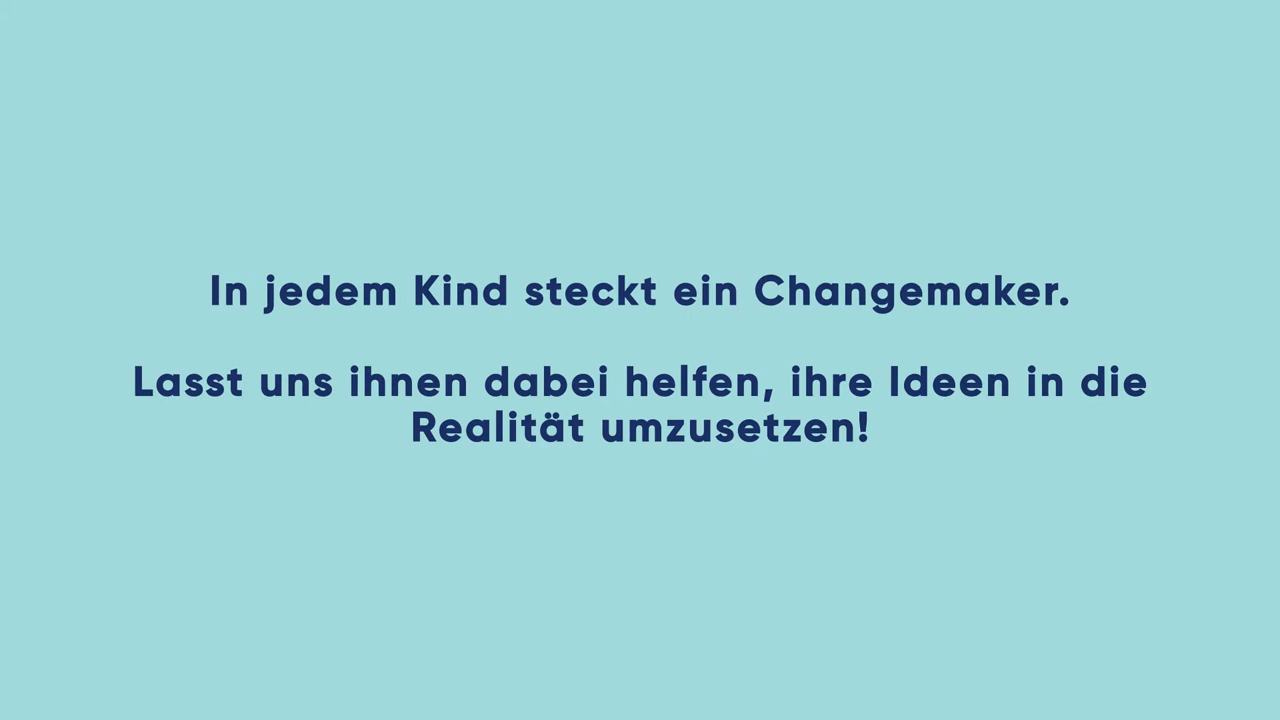 In jedem Kind steckt ein Changemaker.
Lasst uns ihnen dabei helfen, ihre Ideen in die
Realität umzusetzen!